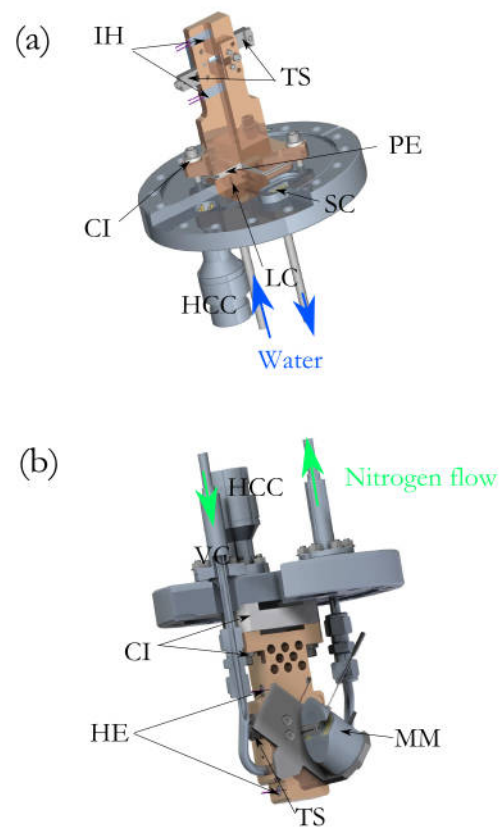 (a)
IH
TS
PE
CI
SC
LC
HCC
Water
(b)
Nitrogen flow
HCC
VC
CI
HE
MM
TS